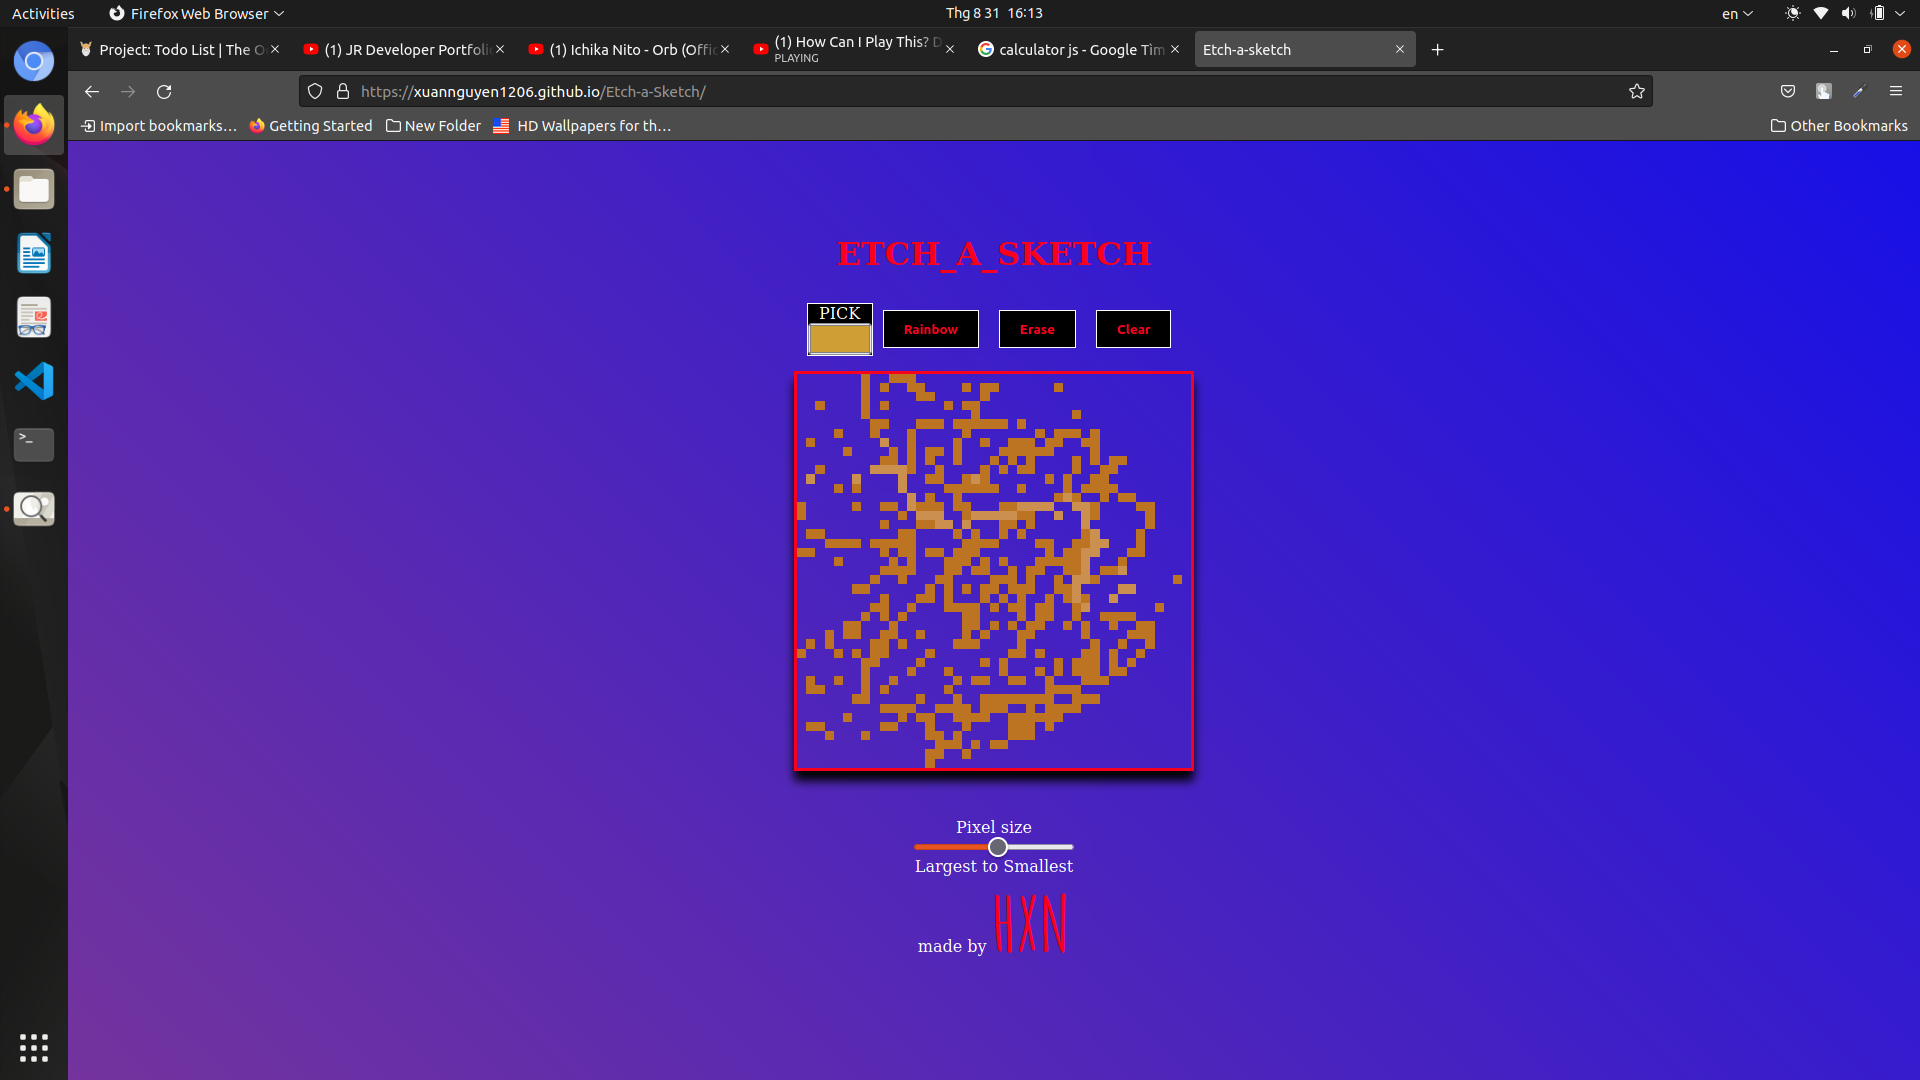 Activities
Firefox Web Browser
Thg 8 31 16:13
en
Project: Todo List | The O
(1) JR Developer Portfoli
(1) Ichika Nito - Orb (Offic
(1) How Can I Play This? D
PLAYING
calculator js - Google Tìm
Etch-a-sketch
https://xuannguyen1206.github.io/Etch-a-Sketch/
Import bookmarks...
Getting Started
New Folder
HD Wallpapers for th...
Other Bookmarks
ETCH_A_SKETCH
PICK
Rainbow
Erase
Clear
Pixel size
Largest to Smallest
made by HXN